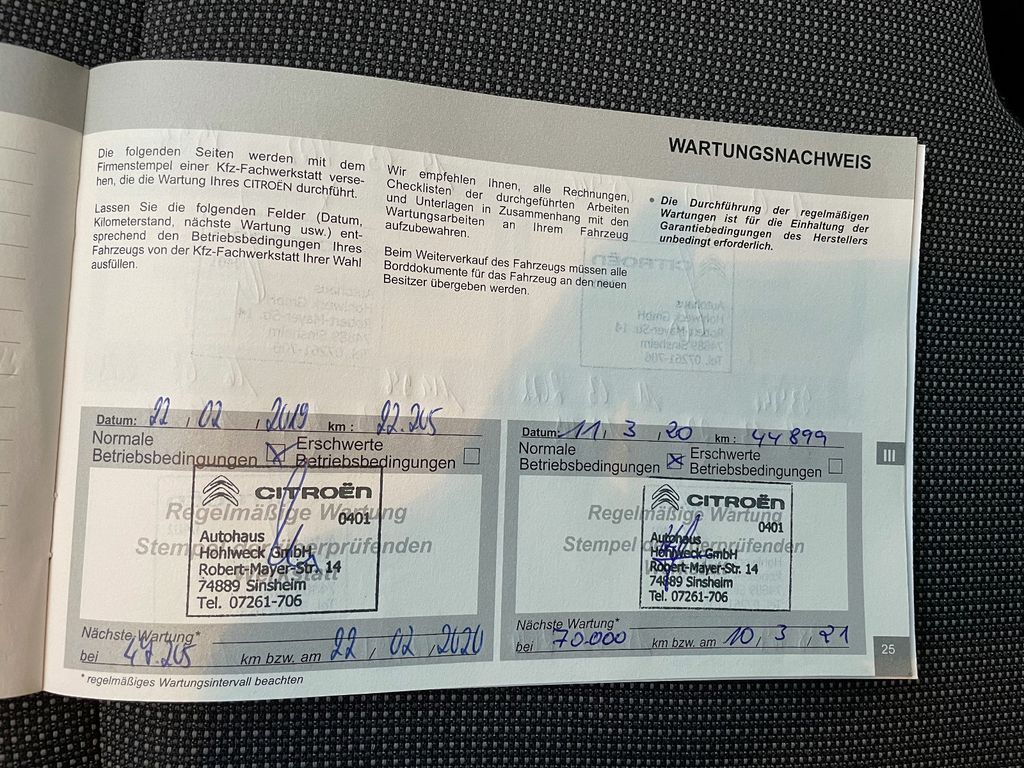 WARTUNGSNACHWEIS
Die folgenden Seiten werden mit dem
Firmenstempel einer Kfz-Fachwerkstatt verse-
hen, die die Wartung Ihres CITROËN durchführt.
Lassen Sie die folgenden Felder (Datum,
Kilometerstand, nächste Wartung usw.) ent-
sprechend den Betriebsbedingungen Ihres
Fahrzeugs von der Kfz-Fachwerkstatt Ihrer Wahl
ausfüllen.
Wir empfehlen Ihnen, alle Rechnungen,
Checklisten der durchgeführten Arbeiten
und Unterlagen in Zusammenhang mit den
Wartungsarbeiten an Ihrem Fahrzeug
aufzubewahren.
Beim Weiterverkauf des Fahrzeugs müssen alle
Borddokumente für das Fahrzeug an den neuen
Besitzer übergeben werden.
• Die Durchführung der regelmäßigen
Wartungen ist für die Einhaltung der
Garantiebedingungen des Herstellers
unbedingt erforderlich.
Datum: 22, 02, 2019 km: 22.205
Normale
Betriebsbedingungen
Erschwerte
Betriebsbedingungen
CITROËN
Regelmäßige Wartung
0401
Stempel der überprüfenden
Autohaus
Hohlweck GmbH
Robert-Mayer-Str. 14
74889 Sinsheim
Tel. 07261-706
Nächste Wartung*
bei 47.205 km bzw. am 22, 02, 2020
* regelmäßiges Wartungsintervall beachten
Datum: 11, 3, 20 km: 44899
Normale
Betriebsbedingungen
Erschwerte
Betriebsbedingungen
CITROËN
Regelmäßige Wartung
0401
Stempel der überprüfenden
Autohaus
Hohlweck GmbH
Robert-Mayer-Str. 14
74889 Sinsheim
Tel. 07261-706
Nächste Wartung*
bei 70.000 km bzw. am 10, 3, 21
III
25